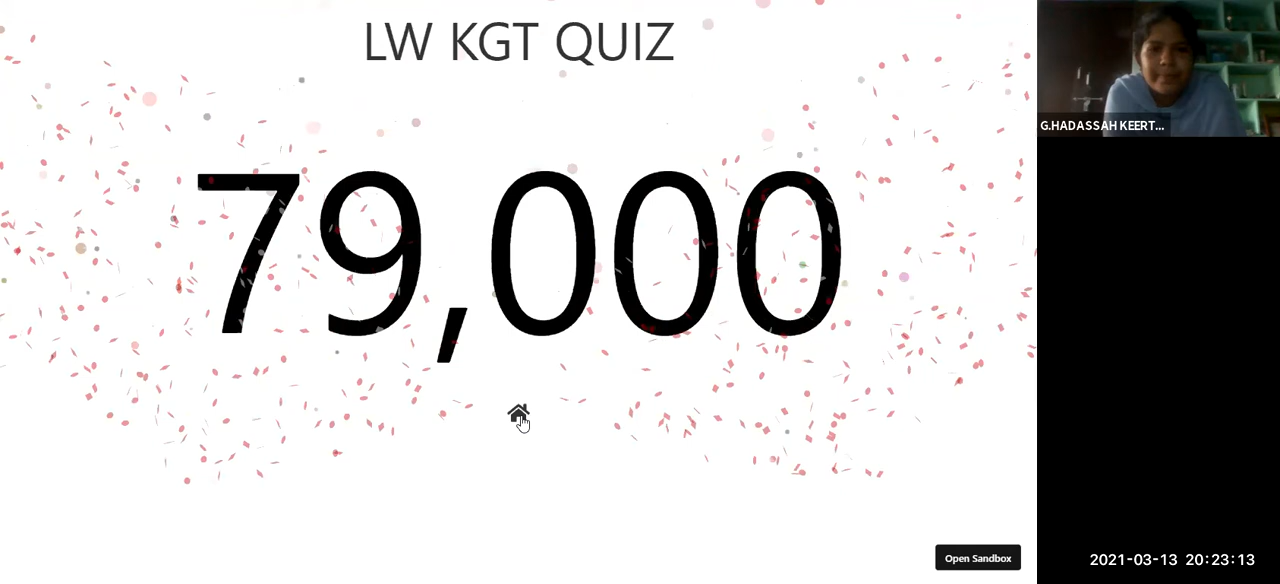 LW KGT QUIZ
79,000
G.HADASSAH KEERT...
Open Sandbox
2021-03-13 20:23:13